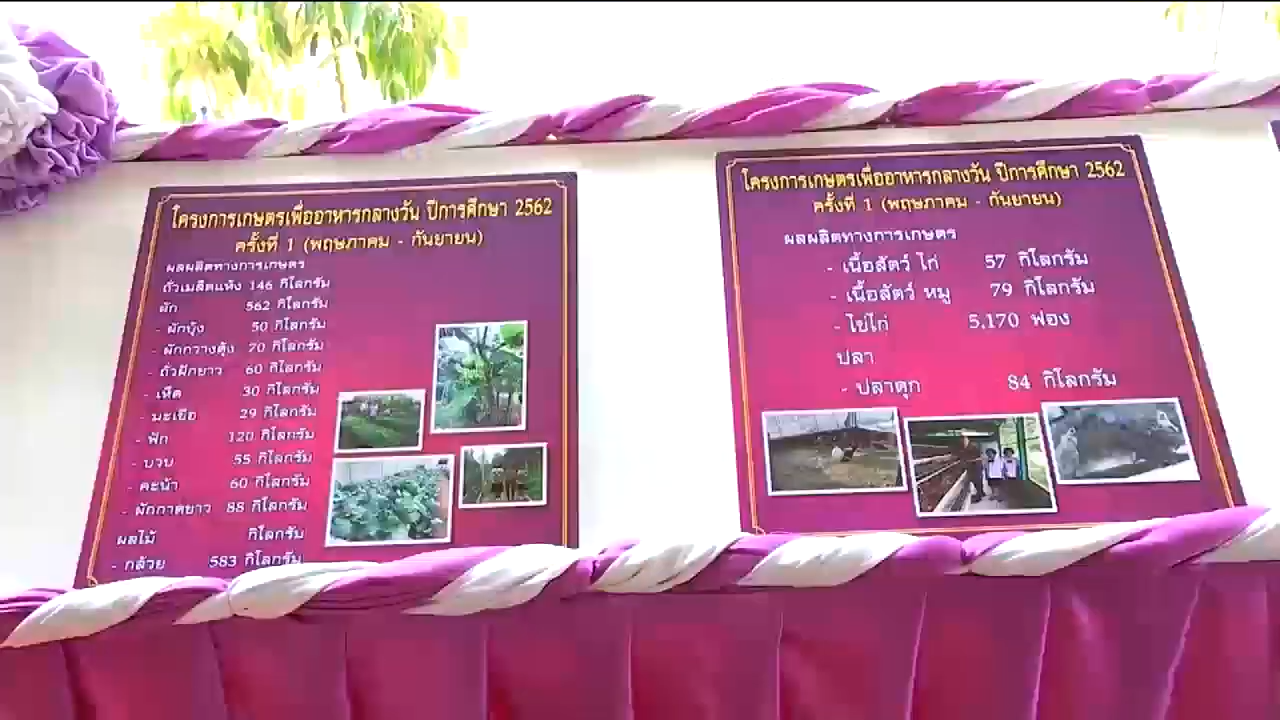 โครงการเกษตรเพื่ออาหารกลางวัน ปีการศึกษา 2562
ครั้งที่ 1 (พฤษภาคม - กันยายน)
ผลผลิตทางการเกษตร
ถั่วเมล็ดแห้ง 146 กิโลกรัม
ผัก 562 กิโลกรัม
- ผักบุ้ง 50 กิโลกรัม
- ผักกวางตุ้ง 70 กิโลกรัม
- ถั่วฝักยาว 60 กิโลกรัม
- เห็ด 30 กิโลกรัม
- มะเขือ 29 กิโลกรัม
- ฟัก 120 กิโลกรัม
- บวบ 55 กิโลกรัม
- คะน้า 60 กิโลกรัม
- ผักกาดขาว 88 กิโลกรัม
ผลไม้ กิโลกรัม
- กล้วย 583 กิโลกรัม
โครงการเกษตรเพื่ออาหารกลางวัน ปีการศึกษา 2562
ครั้งที่ 1 (พฤษภาคม - กันยายน)
ผลผลิตทางการเกษตร
- เนื้อสัตว์ ไก่ 57 กิโลกรัม
- เนื้อสัตว์ หมู 79 กิโลกรัม
- ไข่ไก่ 5,170 ฟอง
ปลา
- ปลาดุก 84 กิโลกรัม